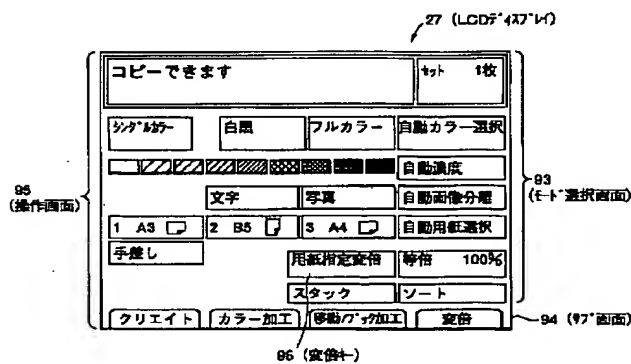 27 (LCDディスプレイ)
コピーできます
セット 1枚
シングルカラー 白黒 フルカラー 自動カラー選択
自動濃度
95
(操作画面)
93
(モード選択画面)
文字 写真 自動画像分離
1 A3 2 B5 3 A4 自動用紙選択
手差し
用紙指定変倍 等倍 100%
スタック ソート
クリエイト カラー加工 移動/ブック加工 変倍
94 (サブ画面)
96 (変倍キー)